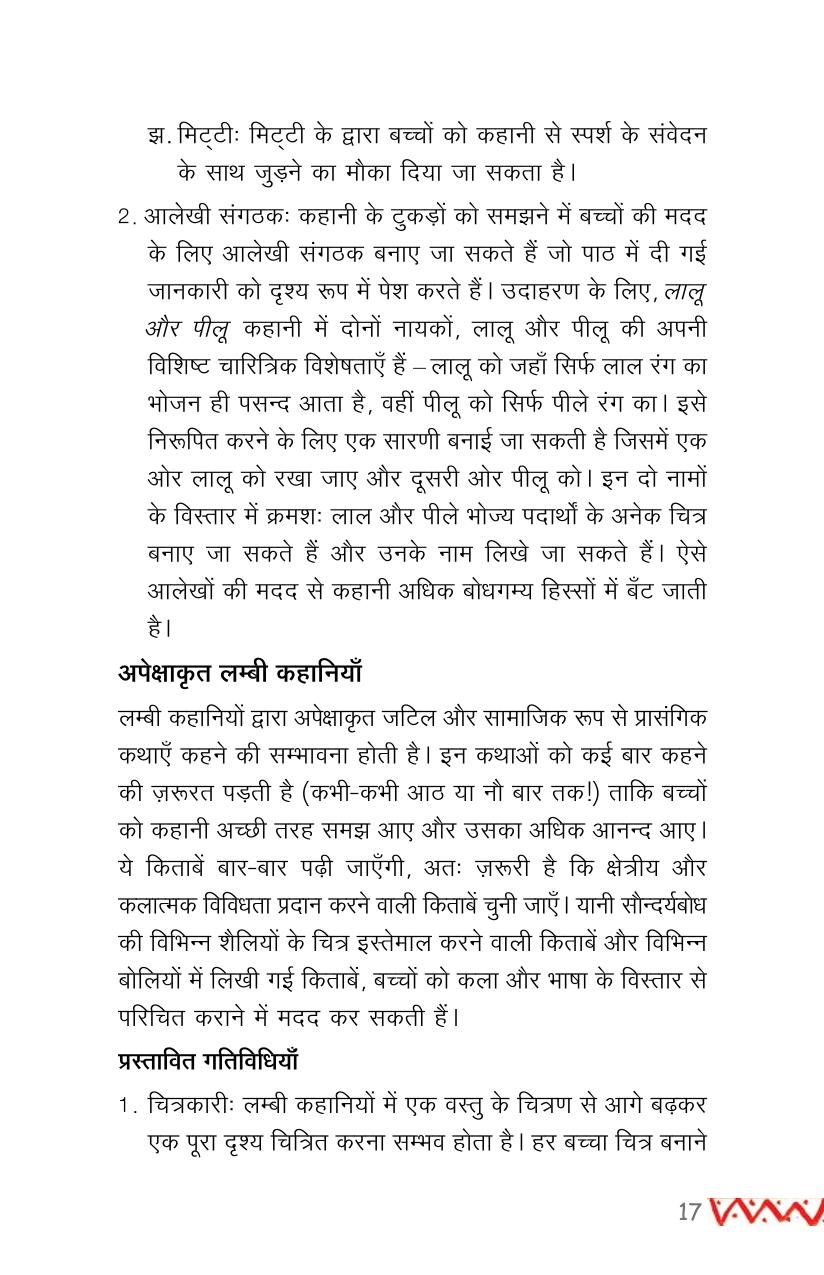 झ. मिट्टीः मिट्टी के द्वारा बच्चों को कहानी से स्पर्श के संवेदन
के साथ जुड़ने का मौका दिया जा सकता है।
2. आलेखी संगठकः कहानी के टुकड़ों को समझने में बच्चों की मदद
के लिए आलेखी संगठक बनाए जा सकते हैं जो पाठ में दी गई
जानकारी को दृश्य रूप में पेश करते हैं। उदाहरण के लिए, लालू
और पीलू कहानी में दोनों नायकों, लालू और पीलू की अपनी
विशिष्ट चारित्रिक विशेषताएँ हैं – लालू को जहाँ सिर्फ लाल रंग का
भोजन ही पसन्द आता है, वहीं पीलू को सिर्फ पीले रंग का। इसे
निरूपित करने के लिए एक सारणी बनाई जा सकती है जिसमें एक
ओर लालू को रखा जाए और दूसरी ओर पीलू को। इन दो नामों
के विस्तार में क्रमशः लाल और पीले भोज्य पदार्थों के अनेक चित्र
बनाए जा सकते हैं और उनके नाम लिखे जा सकते हैं। ऐसे
आलेखों की मदद से कहानी अधिक बोधगम्य हिस्सों में बँट जाती
है।
अपेक्षाकृत लम्बी कहानियाँ
लम्बी कहानियों द्वारा अपेक्षाकृत जटिल और सामाजिक रूप से प्रासंगिक
कथाएँ कहने की सम्भावना होती है। इन कथाओं को कई बार कहने
की ज़रूरत पड़ती है (कभी-कभी आठ या नौ बार तक!) ताकि बच्चों
को कहानी अच्छी तरह समझ आए और उसका अधिक आनन्द आए।
ये किताबें बार-बार पढ़ी जाएँगी, अतः ज़रूरी है कि क्षेत्रीय और
कलात्मक विविधता प्रदान करने वाली किताबें चुनी जाएँ। यानी सौन्दर्यबोध
की विभिन्न शैलियों के चित्र इस्तेमाल करने वाली किताबें और विभिन्न
बोलियों में लिखी गई किताबें, बच्चों को कला और भाषा के विस्तार से
परिचित कराने में मदद कर सकती हैं।
प्रस्तावित गतिविधियाँ
1. चित्रकारीः लम्बी कहानियों में एक वस्तु के चित्रण से आगे बढ़कर
एक पूरा दृश्य चित्रित करना सम्भव होता है। हर बच्चा चित्र बनाने
17